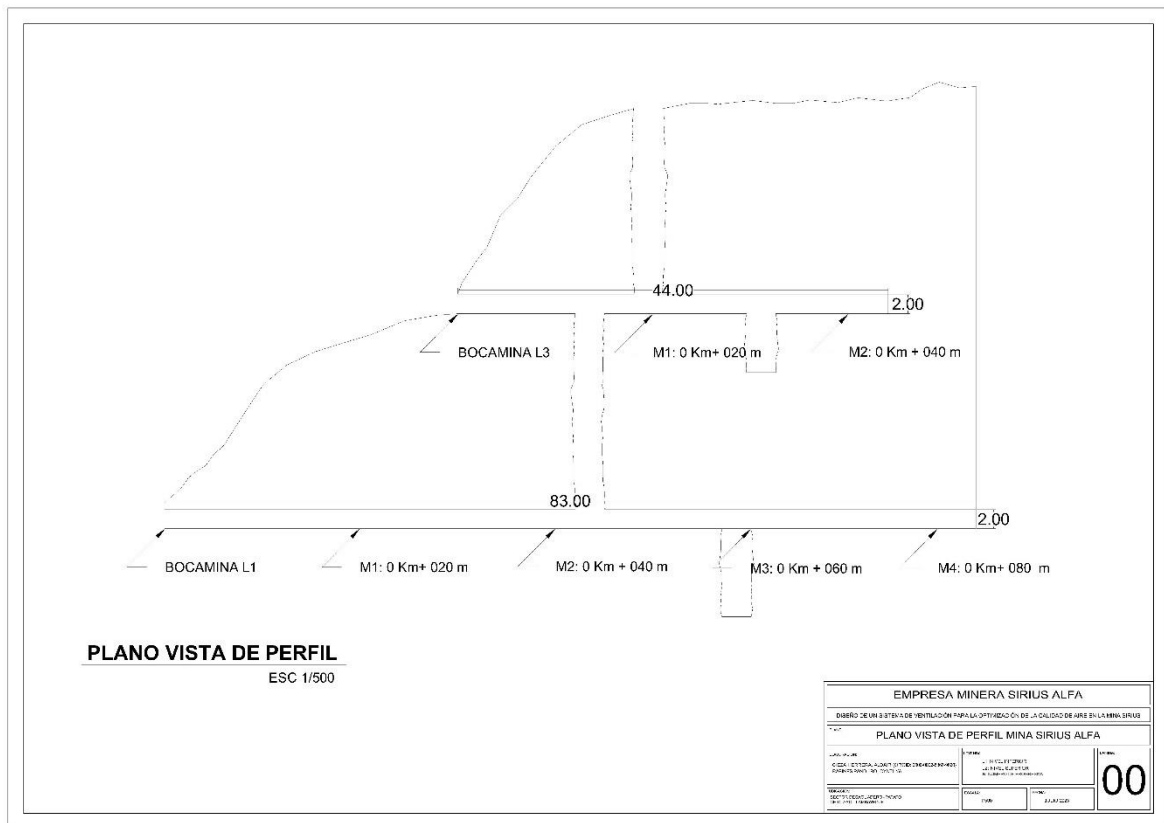 44.00
2.00
BOCAMINA L3
M1: 0 Km+ 020 m
M2: 0 Km + 040 m
83.00
2.00
BOCAMINA L1
M1: 0 Km+ 020 m
M2: 0 Km + 040 m
M3: 0 Km + 060 m
M4: 0 Km+ 080 m
PLANO VISTA DE PERFIL
ESC 1/500
EMPRESA MINERA SIRIUS ALFA
DISEÑO DE UN SISTEMA DE VENTILACIÓN PARA LA OPTIMIZACIÓN DE LA CALIDAD DE AIRE EN LA MINA SIRIUS
PLANO VISTA DE PERFIL MINA SIRIUS ALFA
00